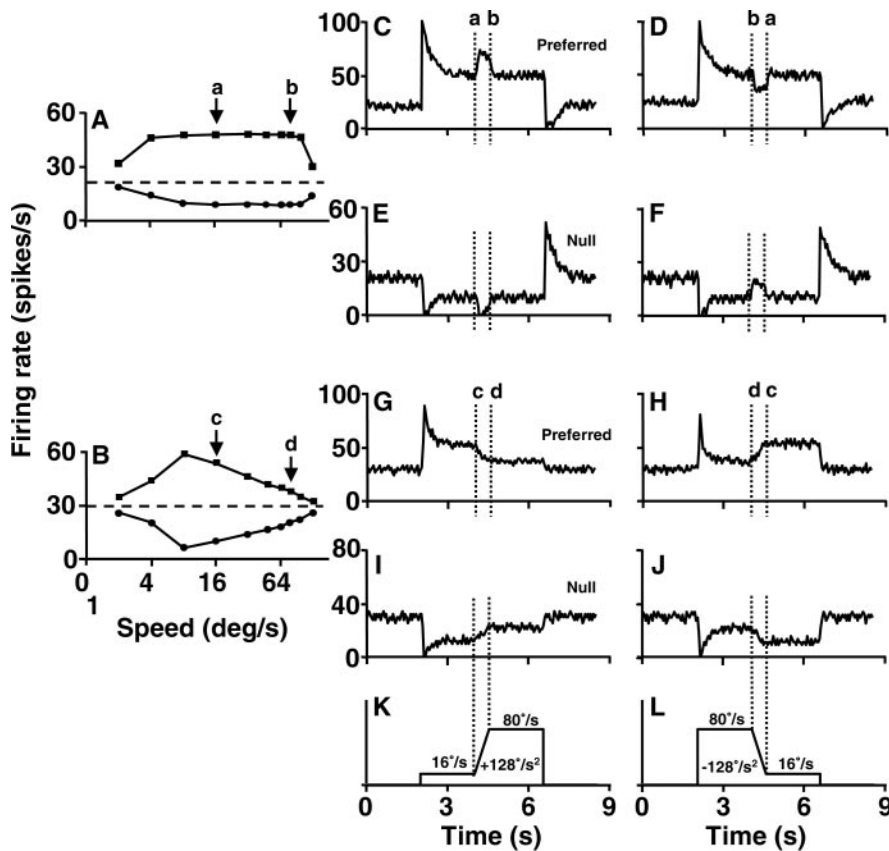 Firing rate (spikes/s)
A
60
30
0
a
b
B
60
30
0
c
d
0
1
4
16
64
Speed (deg/s)
C
100
50
0
a
b
Preferred
D
b
a
E
60
30
0
Null
F
G
100
50
0
c
d
Preferred
H
d
c
I
80
40
0
Null
J
K
16°/s
80°/s
+128°/s²
0
3
6
9
Time (s)
L
80°/s
-128°/s²
16°/s
0
3
6
9
Time (s)